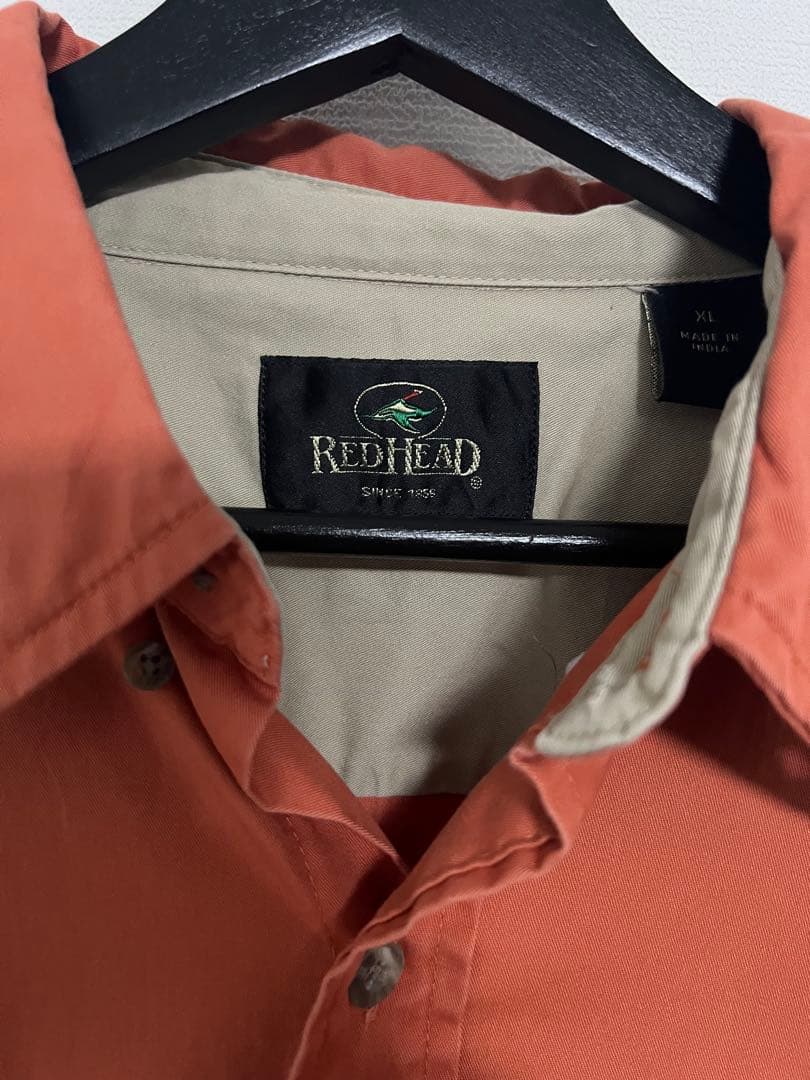 REDHEAD
®
SINCE 1856
XL
MADE IN
INDIA